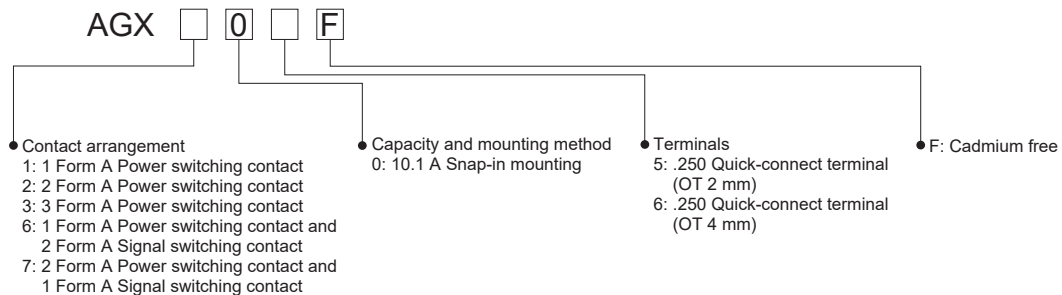 AGX 0 F
Contact arrangement
1: 1 Form A Power switching contact
2: 2 Form A Power switching contact
3: 3 Form A Power switching contact
6: 1 Form A Power switching contact and
2 Form A Signal switching contact
7: 2 Form A Power switching contact and
1 Form A Signal switching contact
Capacity and mounting method
0: 10.1 A Snap-in mounting
Terminals
5: .250 Quick-connect terminal
(OT 2 mm)
6: .250 Quick-connect terminal
(OT 4 mm)
F: Cadmium free